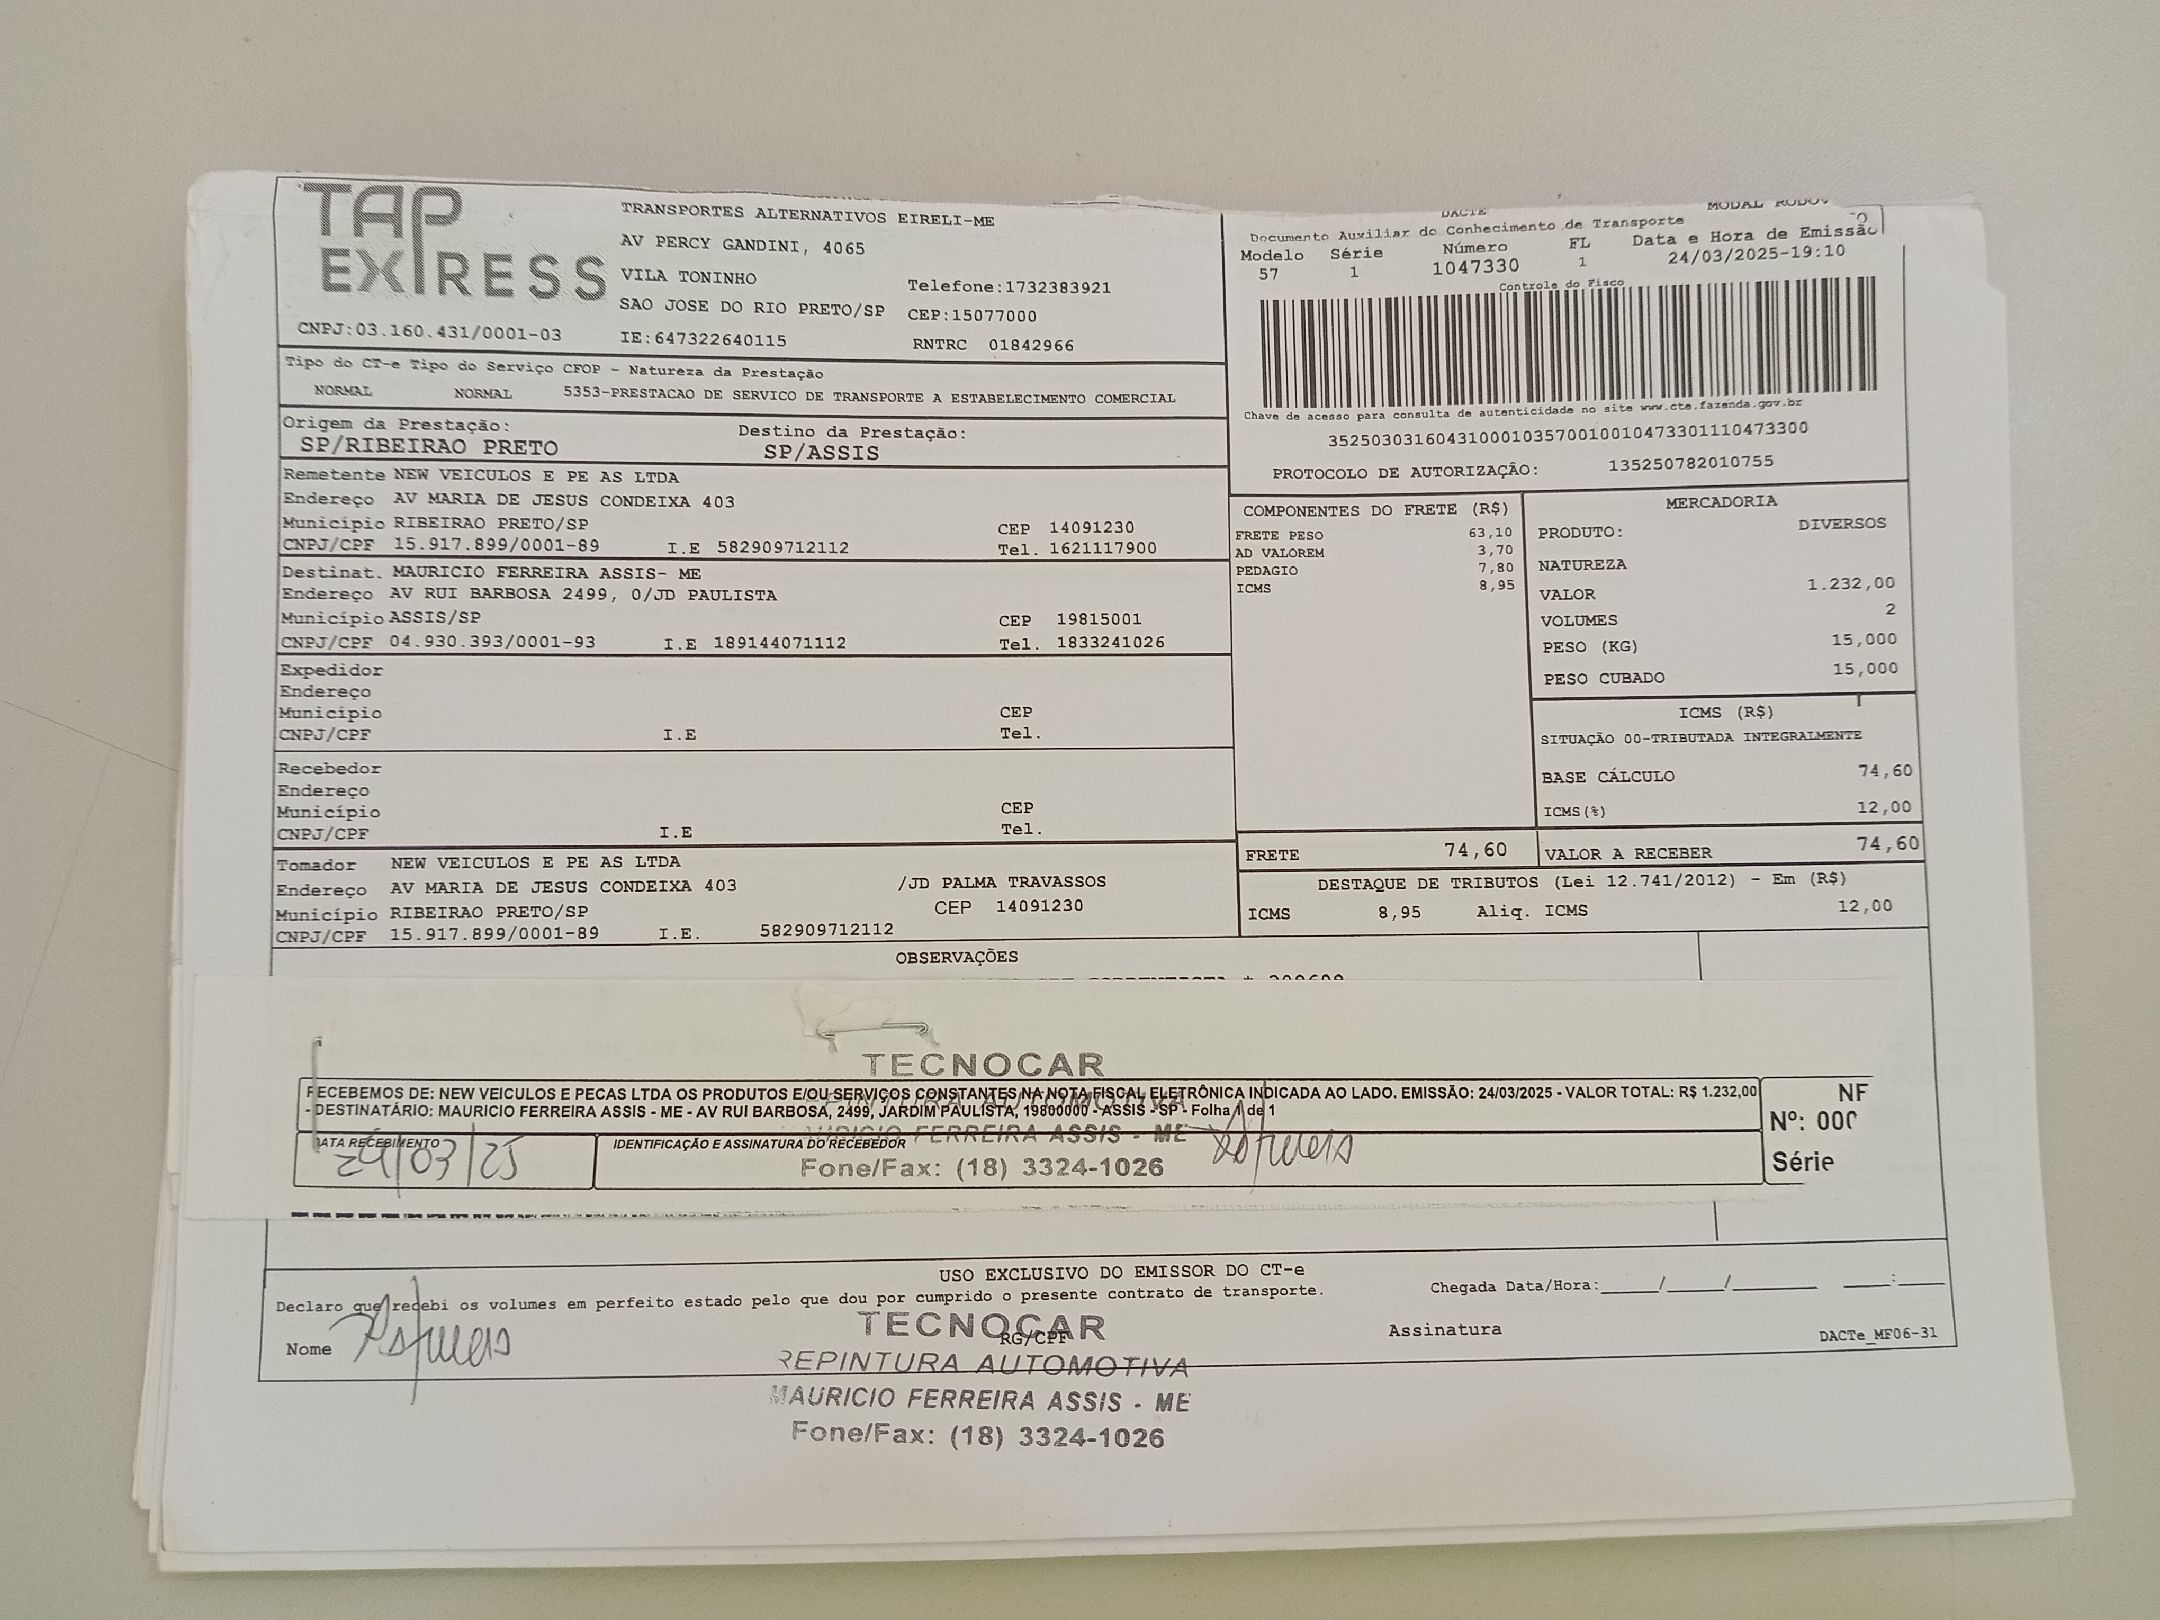 TAP
EXPRESS
CNPJ:03.160.431/0001-03
TRANSPORTES ALTERNATIVOS EIRELI-ME
AV PERCY GANDINI, 4065
VILA TONINHO
Telefone:1732383921
SAO JOSE DO RIO PRETO/SP CEP:15077000
IE:647322640115
RNTRC 01842966
DACTE
Documento Auxiliar do Conhecimento de Transporte
Modelo Série Número FL Data e Hora de Emissão
57 1 1047330 1 24/03/2025-19:10
Controle do Fisco
Chave de acesso para consulta de autenticidade no site www.cte.fazenda.gov.br
35250303160431000103570010010473301110473300
PROTOCOLO DE AUTORIZAÇÃO: 135250782010755
Tipo do CT-e Tipo do Serviço CFOP - Natureza da Prestação
NORMAL NORMAL 5353-PRESTACAO DE SERVICO DE TRANSPORTE A ESTABELECIMENTO COMERCIAL
Origem da Prestação: Destino da Prestação:
SP/RIBEIRAO PRETO SP/ASSIS
Remetente NEW VEICULOS E PE AS LTDA
Endereço AV MARIA DE JESUS CONDEIXA 403
Município RIBEIRAO PRETO/SP CEP 14091230
CNPJ/CPF 15.917.899/0001-89 I.E 582909712112 Tel. 1621117900
Destinat. MAURICIO FERREIRA ASSIS- ME
Endereço AV RUI BARBOSA 2499, 0/JD PAULISTA
Município ASSIS/SP CEP 19815001
CNPJ/CPF 04.930.393/0001-93 I.E 189144071112 Tel. 1833241026
Expedidor
Endereço
Município CEP
CNPJ/CPF I.E Tel.
Recebedor
Endereço
Município CEP
CNPJ/CPF I.E Tel.
Tomador NEW VEICULOS E PE AS LTDA
Endereço AV MARIA DE JESUS CONDEIXA 403 /JD PALMA TRAVASSOS
Município RIBEIRAO PRETO/SP CEP 14091230
CNPJ/CPF 15.917.899/0001-89 I.E. 582909712112
COMPONENTES DO FRETE (R$)
FRETE PESO 63,10
AD VALOREM 3,70
PEDAGIO 7,80
ICMS 8,95
MERCADORIA
PRODUTO: DIVERSOS
NATUREZA
VALOR 1.232,00
VOLUMES 2
PESO (KG) 15,000
PESO CUBADO 15,000
ICMS (R$)
SITUAÇÃO 00-TRIBUTADA INTEGRALMENTE
BASE CÁLCULO 74,60
ICMS(%) 12,00
FRETE 74,60 VALOR A RECEBER 74,60
DESTAQUE DE TRIBUTOS (Lei 12.741/2012) - Em (R$)
ICMS 8,95 Aliq. ICMS 12,00
OBSERVAÇÕES
TECNOCAR
RECEBEMOS DE: NEW VEICULOS E PECAS LTDA OS PRODUTOS E/OU SERVIÇOS CONSTANTES NA NOTA FISCAL ELETRÔNICA INDICADA AO LADO. EMISSÃO: 24/03/2025 - VALOR TOTAL: R$ 1.232,00
- DESTINATÁRIO: MAURICIO FERREIRA ASSIS - ME - AV RUI BARBOSA, 2499, JARDIM PAULISTA, 19800000 - ASSIS - SP - Folha 1 de 1
MAURICIO FERREIRA ASSIS - ME
DATA RECEBIMENTO IDENTIFICAÇÃO E ASSINATURA DO RECEBEDOR
24/03/25
Fone/Fax: (18) 3324-1026
NF
Nº: 000
Série
USO EXCLUSIVO DO EMISSOR DO CT-e
Declaro que recebi os volumes em perfeito estado pelo que dou por cumprido o presente contrato de transporte. Chegada Data/Hora:____/____/______ ___:___
Nome RG/CPF Assinatura DACTe_MF06-31
TECNOCAR
REPINTURA AUTOMOTIVA
MAURICIO FERREIRA ASSIS - ME
Fone/Fax: (18) 3324-1026